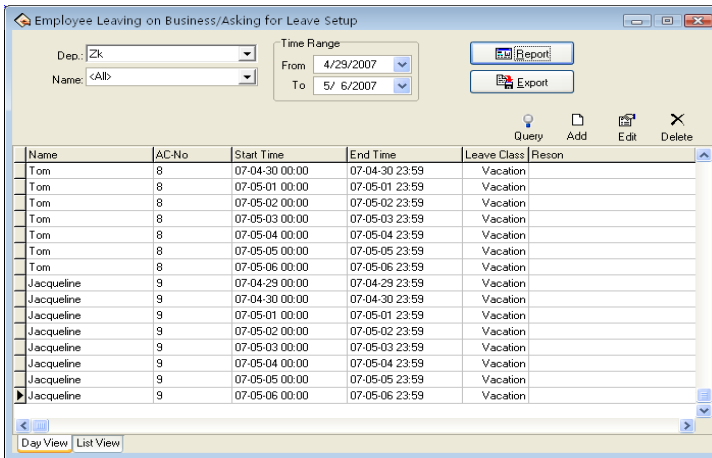 Employee Leaving on Business/Asking for Leave Setup
Dep.: Zk
Name: <All>
Time Range
From 4/29/2007
To 5/ 6/2007
Report
Export
Query Add Edit Delete
Name AC-No Start Time End Time Leave Class Reson
Tom 8 07-04-30 00:00 07-04-30 23:59 Vacation
Tom 8 07-05-01 00:00 07-05-01 23:59 Vacation
Tom 8 07-05-02 00:00 07-05-02 23:59 Vacation
Tom 8 07-05-03 00:00 07-05-03 23:59 Vacation
Tom 8 07-05-04 00:00 07-05-04 23:59 Vacation
Tom 8 07-05-05 00:00 07-05-05 23:59 Vacation
Tom 8 07-05-06 00:00 07-05-06 23:59 Vacation
Jacqueline 9 07-04-29 00:00 07-04-29 23:59 Vacation
Jacqueline 9 07-04-30 00:00 07-04-30 23:59 Vacation
Jacqueline 9 07-05-01 00:00 07-05-01 23:59 Vacation
Jacqueline 9 07-05-02 00:00 07-05-02 23:59 Vacation
Jacqueline 9 07-05-03 00:00 07-05-03 23:59 Vacation
Jacqueline 9 07-05-04 00:00 07-05-04 23:59 Vacation
Jacqueline 9 07-05-05 00:00 07-05-05 23:59 Vacation
Jacqueline 9 07-05-06 00:00 07-05-06 23:59 Vacation
Day View List View